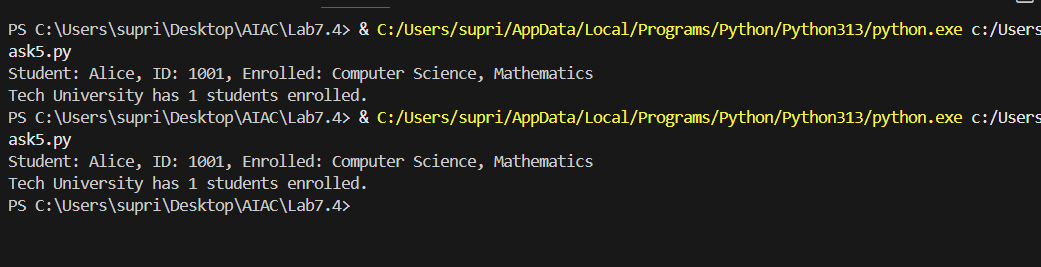 PS C:\Users\supri\Desktop\AIAC\Lab7.4> & C:/Users/supri/AppData/Local/Programs/Python/Python313/python.exe c:/Users
ask5.py
Student: Alice, ID: 1001, Enrolled: Computer Science, Mathematics
Tech University has 1 students enrolled.
PS C:\Users\supri\Desktop\AIAC\Lab7.4> & C:/Users/supri/AppData/Local/Programs/Python/Python313/python.exe c:/Users
ask5.py
Student: Alice, ID: 1001, Enrolled: Computer Science, Mathematics
Tech University has 1 students enrolled.
PS C:\Users\supri\Desktop\AIAC\Lab7.4>